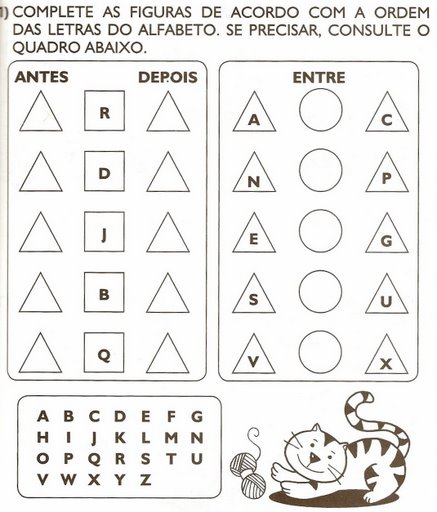 1) COMPLETE AS FIGURAS DE ACORDO COM A ORDEM
DAS LETRAS DO ALFABETO. SE PRECISAR, CONSULTE O
QUADRO ABAIXO.
ANTES DEPOIS
R
D
J
B
Q
ENTRE
A C
N P
E G
S U
V X
A B C D E F G
H I J K L M N
O P Q R S T U
V W X Y Z